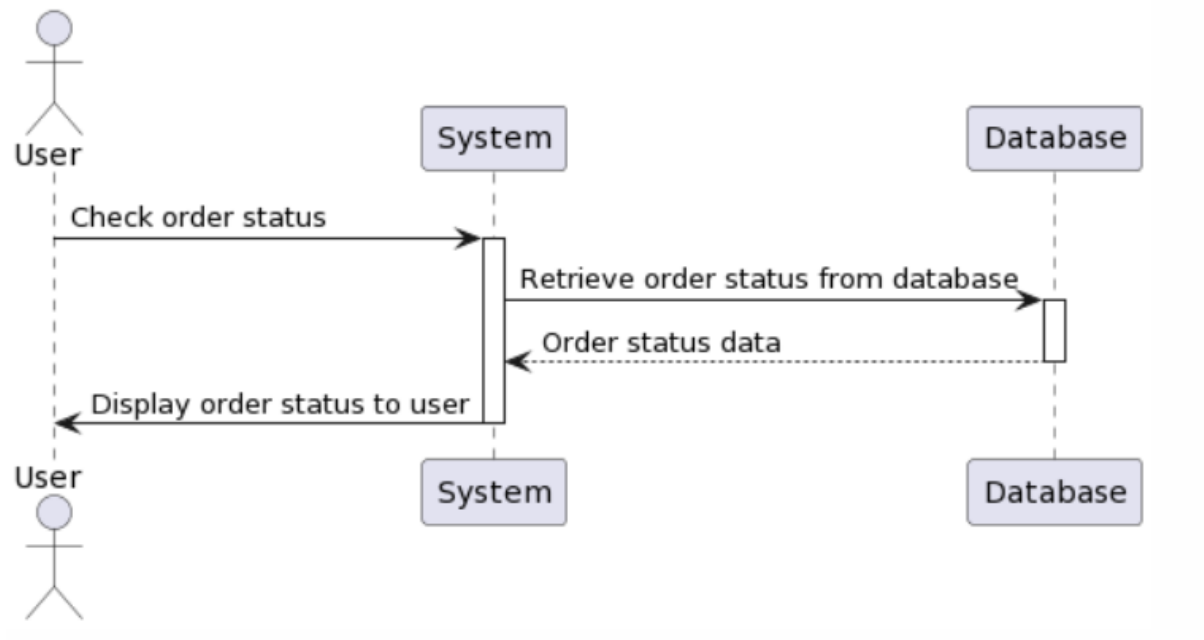 User
System
Database
Check order status
Retrieve order status from database
Order status data
Display order status to user
User
System
Database